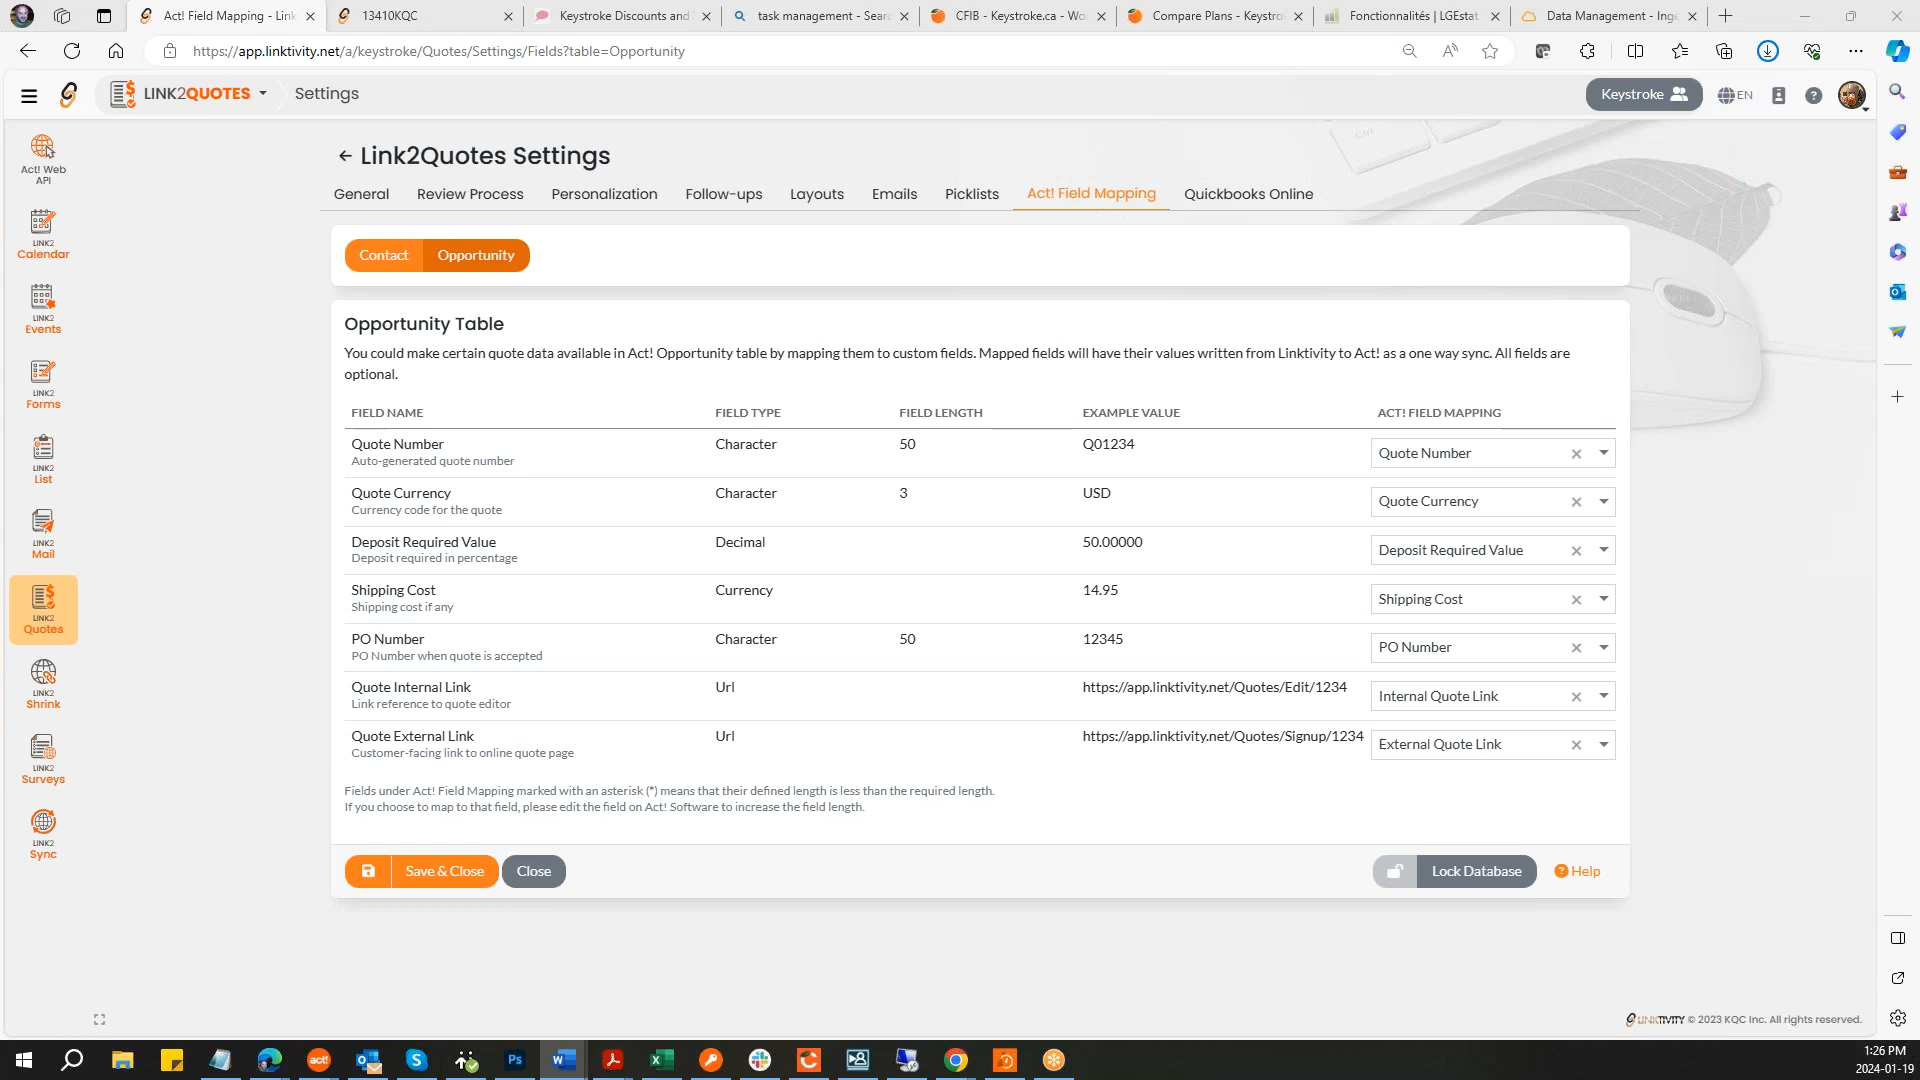 Act! Field Mapping - Link
13410KQC
Keystroke Discounts and
task management - Sear
CFIB - Keystroke.ca - Wo
Compare Plans - Keystro
Fonctionnalités | LGEstat
Data Management - Inge
https://app.linktivity.net/a/keystroke/Quotes/Settings/Fields?table=Opportunity
LINK2QUOTES
Settings
Keystroke
EN
Act! Web
API
LINK2
Calendar
LINK2
Events
LINK2
Forms
LINK2
List
LINK2
Mail
LINK2
Quotes
LINK2
Shrink
LINK2
Surveys
LINK2
Sync
Ctrl
Link2Quotes Settings
General Review Process Personalization Follow-ups Layouts Emails Picklists Act! Field Mapping Quickbooks Online
Contact Opportunity
Opportunity Table
You could make certain quote data available in Act! Opportunity table by mapping them to custom fields. Mapped fields will have their values written from Linktivity to Act! as a one way sync. All fields are
optional.
FIELD NAME FIELD TYPE FIELD LENGTH EXAMPLE VALUE ACT! FIELD MAPPING
Quote Number Character 50 Q01234 Quote Number
Auto-generated quote number
Quote Currency Character 3 USD Quote Currency
Currency code for the quote
Deposit Required Value Decimal 50.00000 Deposit Required Value
Deposit required in percentage
Shipping Cost Currency 14.95 Shipping Cost
Shipping cost if any
PO Number Character 50 12345 PO Number
PO Number when quote is accepted
Quote Internal Link Url https://app.linktivity.net/Quotes/Edit/1234 Internal Quote Link
Link reference to quote editor
Quote External Link Url https://app.linktivity.net/Quotes/Signup/1234 External Quote Link
Customer-facing link to online quote page
Fields under Act! Field Mapping marked with an asterisk (*) means that their defined length is less than the required length.
If you choose to map to that field, please edit the field on Act! Software to increase the field length.
Save & Close Close Lock Database Help
LINKTIVITY © 2023 KQC Inc. All rights reserved.
act!
Ps
1:26 PM
2024-01-19